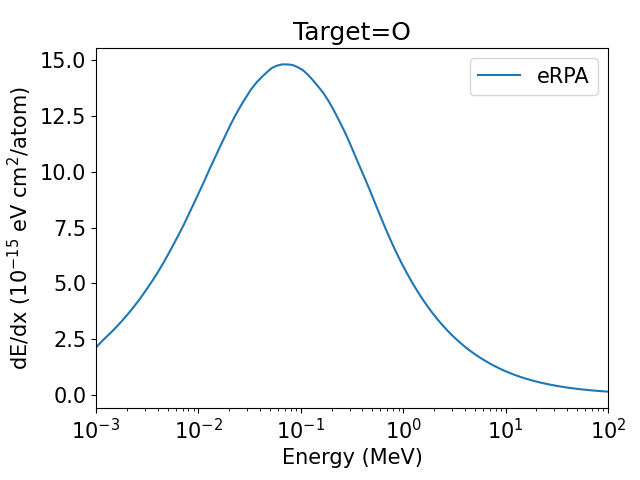 Target=O
eRPA
15.0
12.5
10.0
7.5
5.0
2.5
0.0
dE/dx (10⁻¹⁵ eV cm²/atom)
10⁻³ 10⁻² 10⁻¹ 10⁰ 10¹ 10²
Energy (MeV)